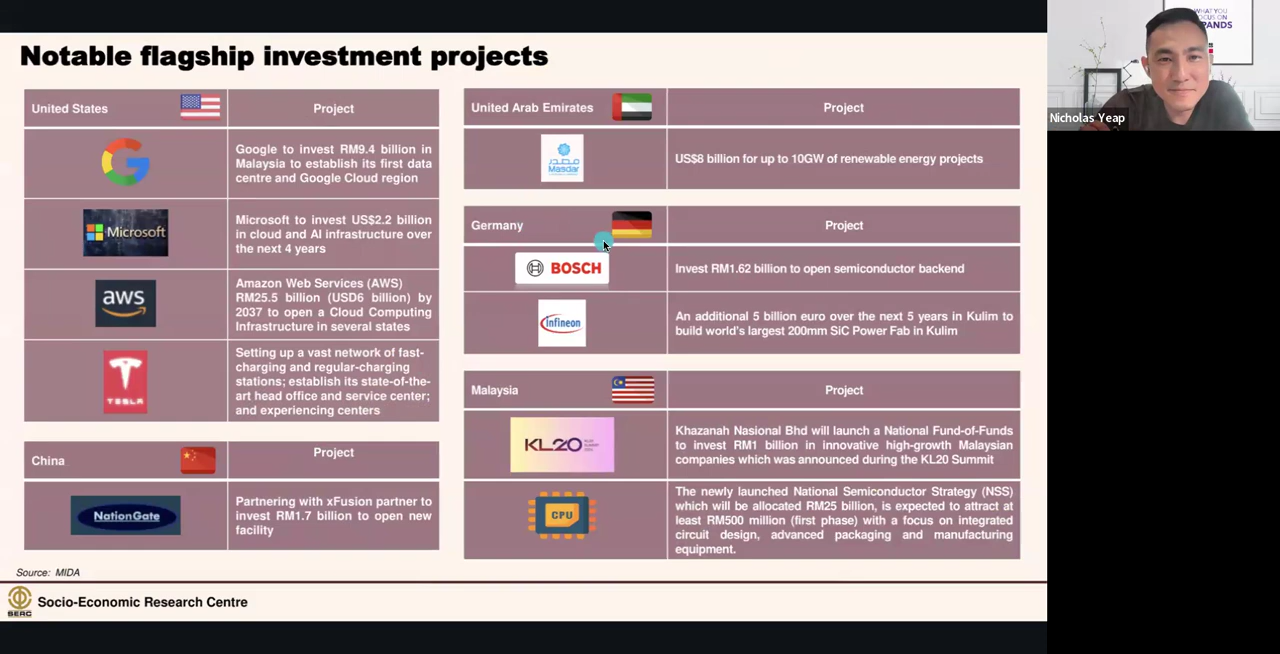 Notable flagship investment projects
United States
Project
Google to invest RM9.4 billion in
Malaysia to establish its first data
centre and Google Cloud region
Microsoft
Microsoft to invest US$2.2 billion
in cloud and AI infrastructure over
the next 4 years
aws
Amazon Web Services (AWS)
RM25.5 billion (USD6 billion) by
2037 to open a Cloud Computing
Infrastructure in several states
TESLA
Setting up a vast network of fast-
charging and regular-charging
stations; establish its state-of-the-
art head office and service center;
and experiencing centers
China
Project
NationGate
Partnering with xFusion partner to
invest RM1.7 billion to open new
facility
United Arab Emirates
Project
مصدر
Masdar
US$8 billion for up to 10GW of renewable energy projects
Germany
Project
BOSCH
Invest RM1.62 billion to open semiconductor backend
infineon
An additional 5 billion euro over the next 5 years in Kulim to
build world's largest 200mm SiC Power Fab in Kulim
Malaysia
Project
KL20
Khazanah Nasional Bhd will launch a National Fund-of-Funds
to invest RM1 billion in innovative high-growth Malaysian
companies which was announced during the KL20 Summit
CPU
The newly launched National Semiconductor Strategy (NSS)
which will be allocated RM25 billion, is expected to attract at
least RM500 million (first phase) with a focus on integrated
circuit design, advanced packaging and manufacturing
equipment.
Source: MIDA
SERC
Socio-Economic Research Centre
WHAT YOU
FOCUS ON
Nicholas Yeap